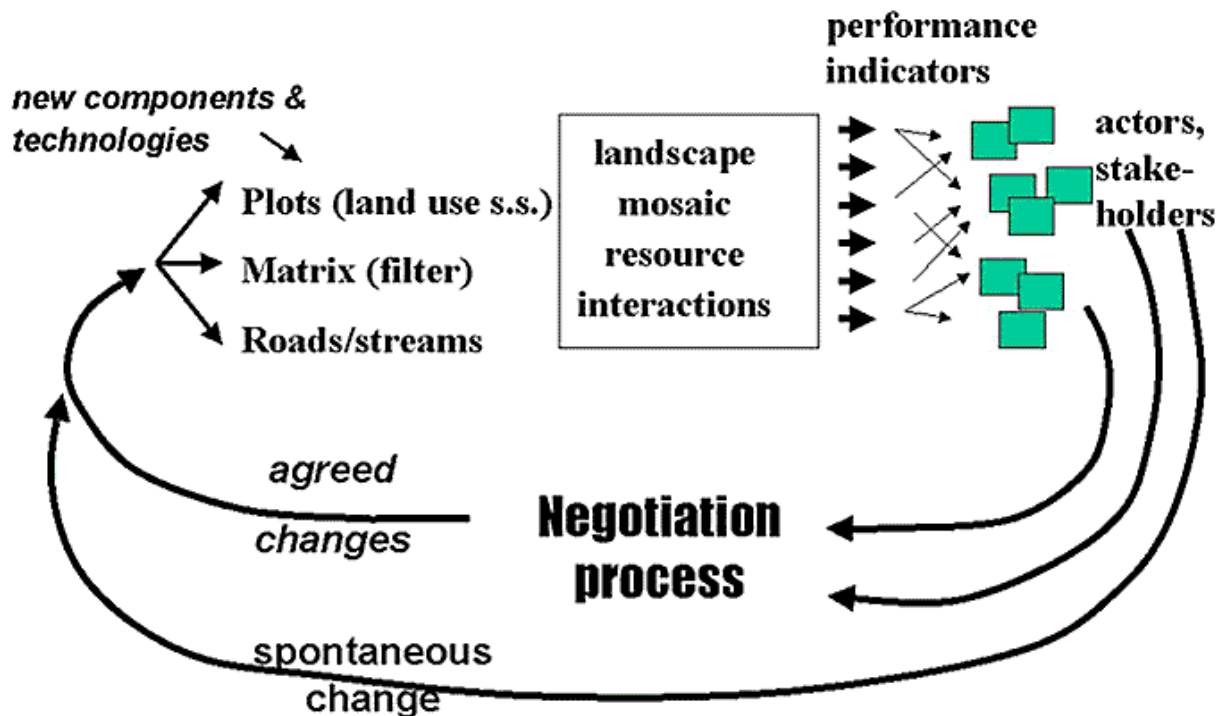 performance
indicators
new components &
technologies
Plots (land use s.s.)
Matrix (filter)
Roads/streams
landscape
mosaic
resource
interactions
actors,
stake-
holders
agreed
changes
Negotiation
process
spontaneous
change